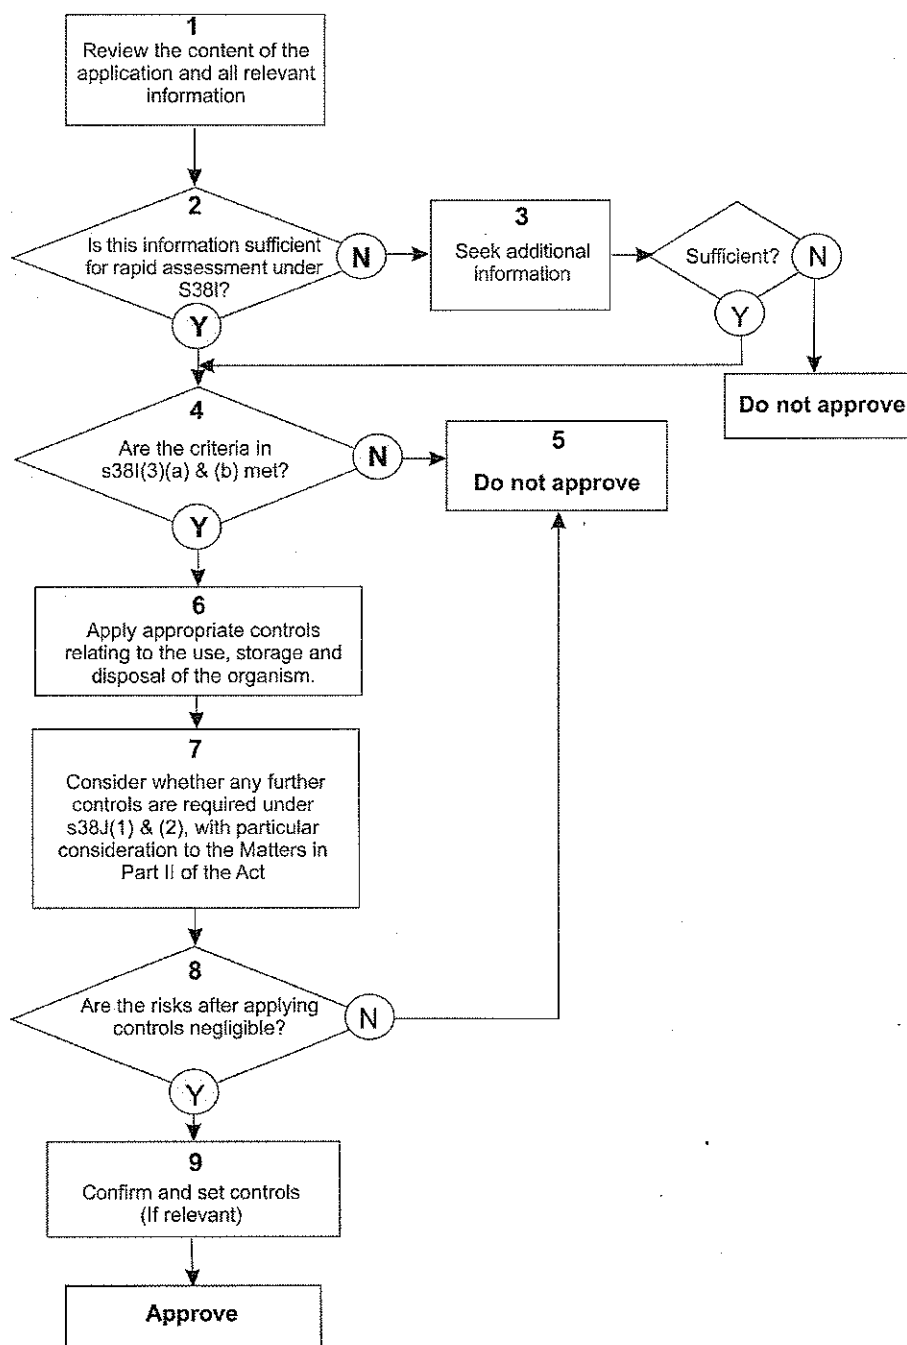 1
Review the content of the
application and all relevant
information
2
Is this information sufficient
for rapid assessment under
S38I?
N
Y
3
Seek additional
information
Sufficient?
N
Y
Do not approve
4
Are the criteria in
s38I(3)(a) & (b) met?
N
Y
5
Do not approve
6
Apply appropriate controls
relating to the use, storage and
disposal of the organism.
7
Consider whether any further
controls are required under
s38J(1) & (2), with particular
consideration to the Matters in
Part II of the Act
8
Are the risks after applying
controls negligible?
N
Y
9
Confirm and set controls
(If relevant)
Approve